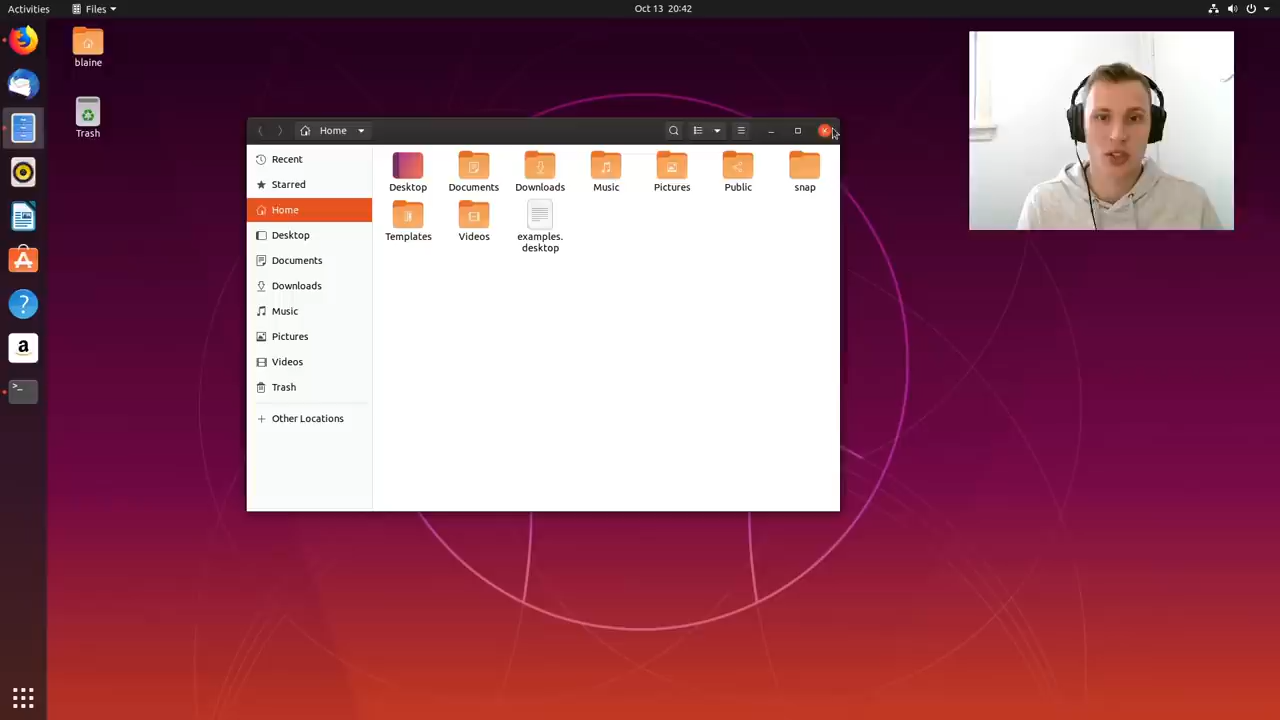 Activities
Files
Oct 13 20:42
blaine
Trash
Home
Recent
Starred
Home
Desktop
Documents
Downloads
Music
Pictures
Videos
Trash
Other Locations
Desktop
Documents
Downloads
Music
Pictures
Public
snap
Templates
Videos
examples.
desktop
a
>_
?